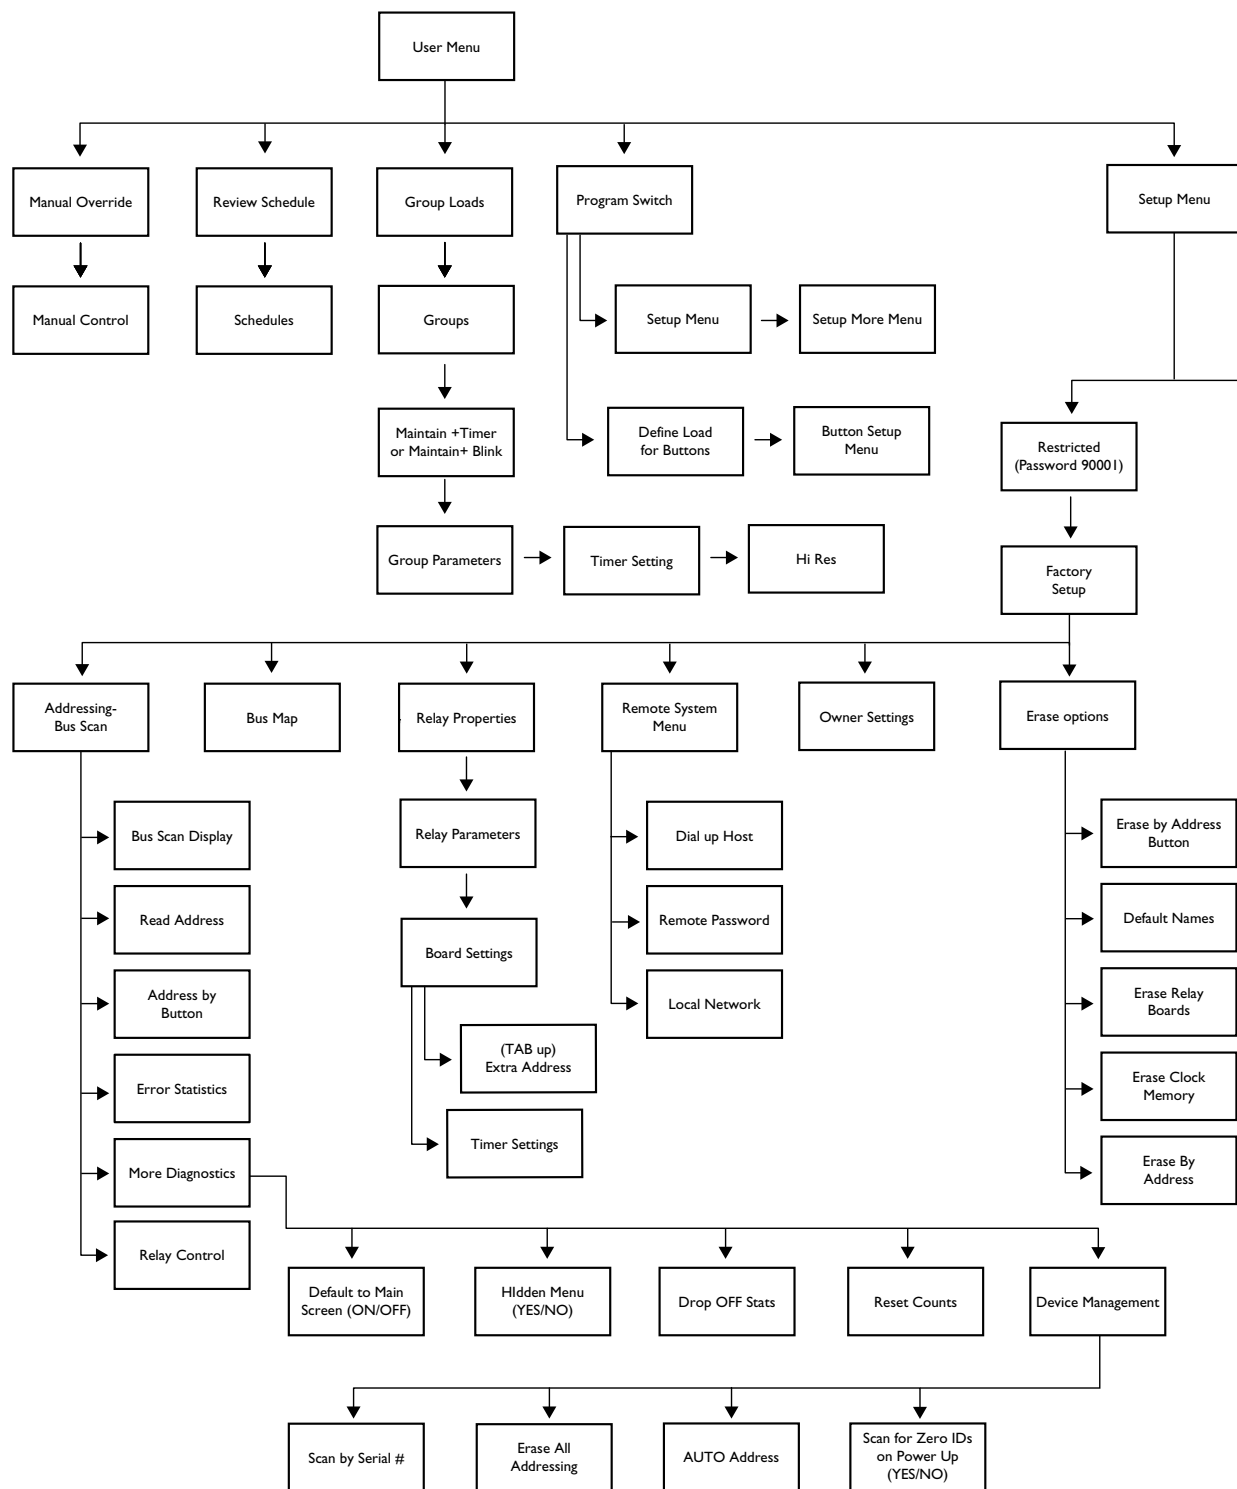 User Menu
Manual Override
Review Schedule
Group Loads
Program Switch
Setup Menu
Manual Control
Schedules
Groups
Setup Menu
Setup More Menu
Maintain +Timer
or Maintain+ Blink
Define Load
for Buttons
Button Setup
Menu
Restricted
(Password 90001)
Group Parameters
Timer Setting
Hi Res
Factory
Setup
Addressing-
Bus Scan
Bus Map
Relay Properties
Remote System
Menu
Owner Settings
Erase options
Bus Scan Display
Relay Parameters
Dial up Host
Erase by Address
Button
Read Address
Board Settings
Remote Password
Default Names
Address by
Button
Local Network
Erase Relay
Boards
(TAB up)
Extra Address
Error Statistics
Erase Clock
Memory
More Diagnostics
Timer Settings
Erase By
Address
Relay Control
Default to Main
Screen (ON/OFF)
HIdden Menu
(YES/NO)
Drop OFF Stats
Reset Counts
Device Management
Scan by Serial #
Erase All
Addressing
AUTO Address
Scan for Zero IDs
on Power Up
(YES/NO)